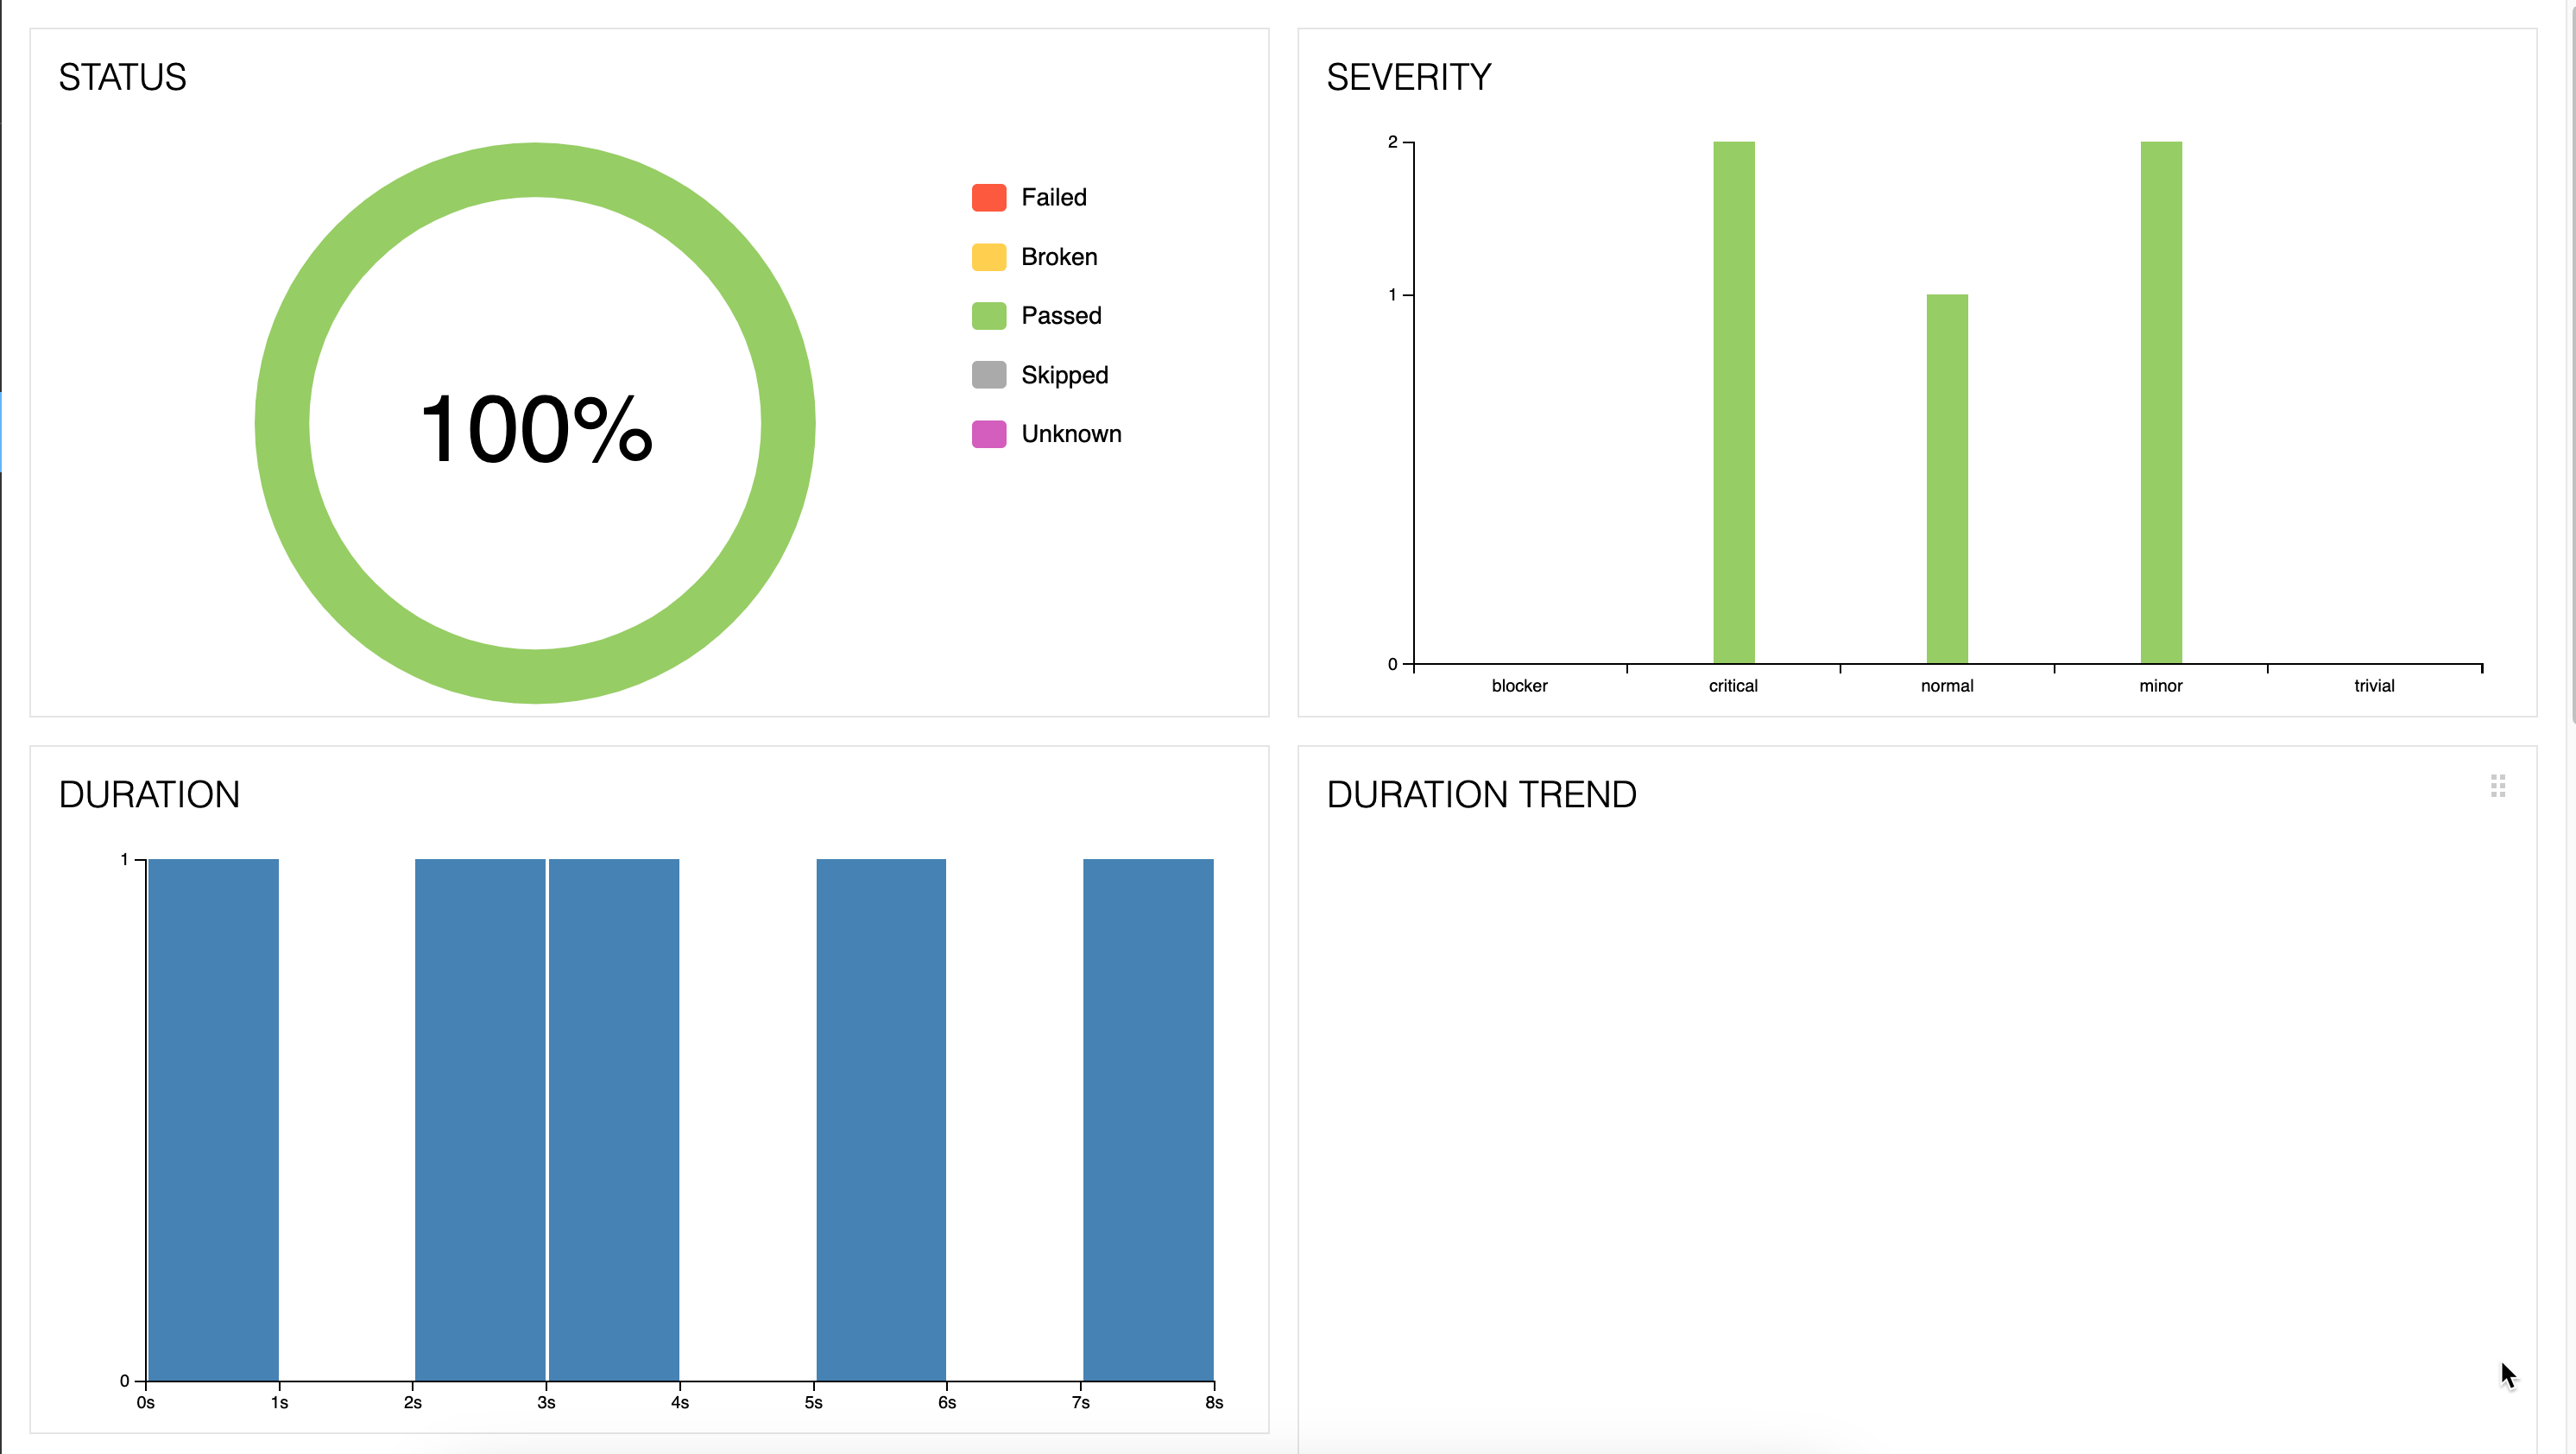 STATUS
100%
Failed
Broken
Passed
Skipped
Unknown
SEVERITY
2
1
0
blocker critical normal minor trivial
DURATION
1
0
0s 1s 2s 3s 4s 5s 6s 7s 8s
DURATION TREND